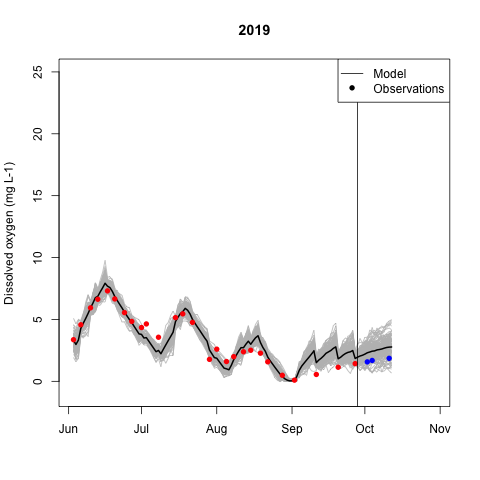 2019
Model
Observations
Dissolved oxygen (mg L-1)
25
20
15
10
5
0
Jun Jul Aug Sep Oct Nov